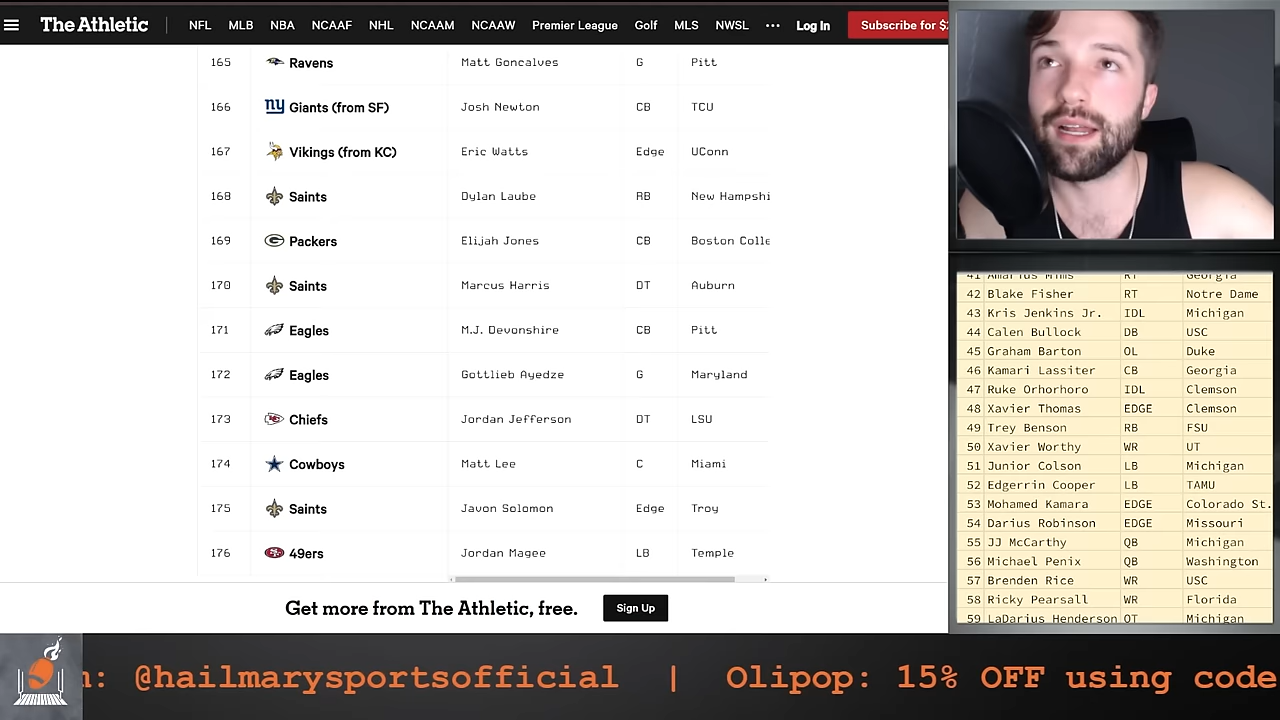 The Athletic NFL MLB NBA NCAAF NHL NCAAM NCAAW Premier League Golf MLS NWSL ••• Log In Subscribe for $
165 Ravens Matt Goncalves G Pitt
166 ny Giants (from SF) Josh Newton CB TCU
167 Vikings (from KC) Eric Watts Edge UConn
168 Saints Dylan Laube RB New Hampshi
169 G Packers Elijah Jones CB Boston Colle
170 Saints Marcus Harris DT Auburn
171 Eagles M.J. Devonshire CB Pitt
172 Eagles Gottlieb Ayedze G Maryland
173 Chiefs Jordan Jefferson DT LSU
174 Cowboys Matt Lee C Miami
175 Saints Javon Solomon Edge Troy
176 49ers Jordan Magee LB Temple
Get more from The Athletic, free. Sign Up
41 Amarius Mims RT Georgia
42 Blake Fisher RT Notre Dame
43 Kris Jenkins Jr. IDL Michigan
44 Calen Bullock DB USC
45 Graham Barton OL Duke
46 Kamari Lassiter CB Georgia
47 Ruke Orhorhoro IDL Clemson
48 Xavier Thomas EDGE Clemson
49 Trey Benson RB FSU
50 Xavier Worthy WR UT
51 Junior Colson LB Michigan
52 Edgerrin Cooper LB TAMU
53 Mohamed Kamara EDGE Colorado St.
54 Darius Robinson EDGE Missouri
55 JJ McCarthy QB Michigan
56 Michael Penix QB Washington
57 Brenden Rice WR USC
58 Ricky Pearsall WR Florida
59 LaDarius Henderson OT Michigan
: @hailmarysportsofficial | Olipop: 15% OFF using code